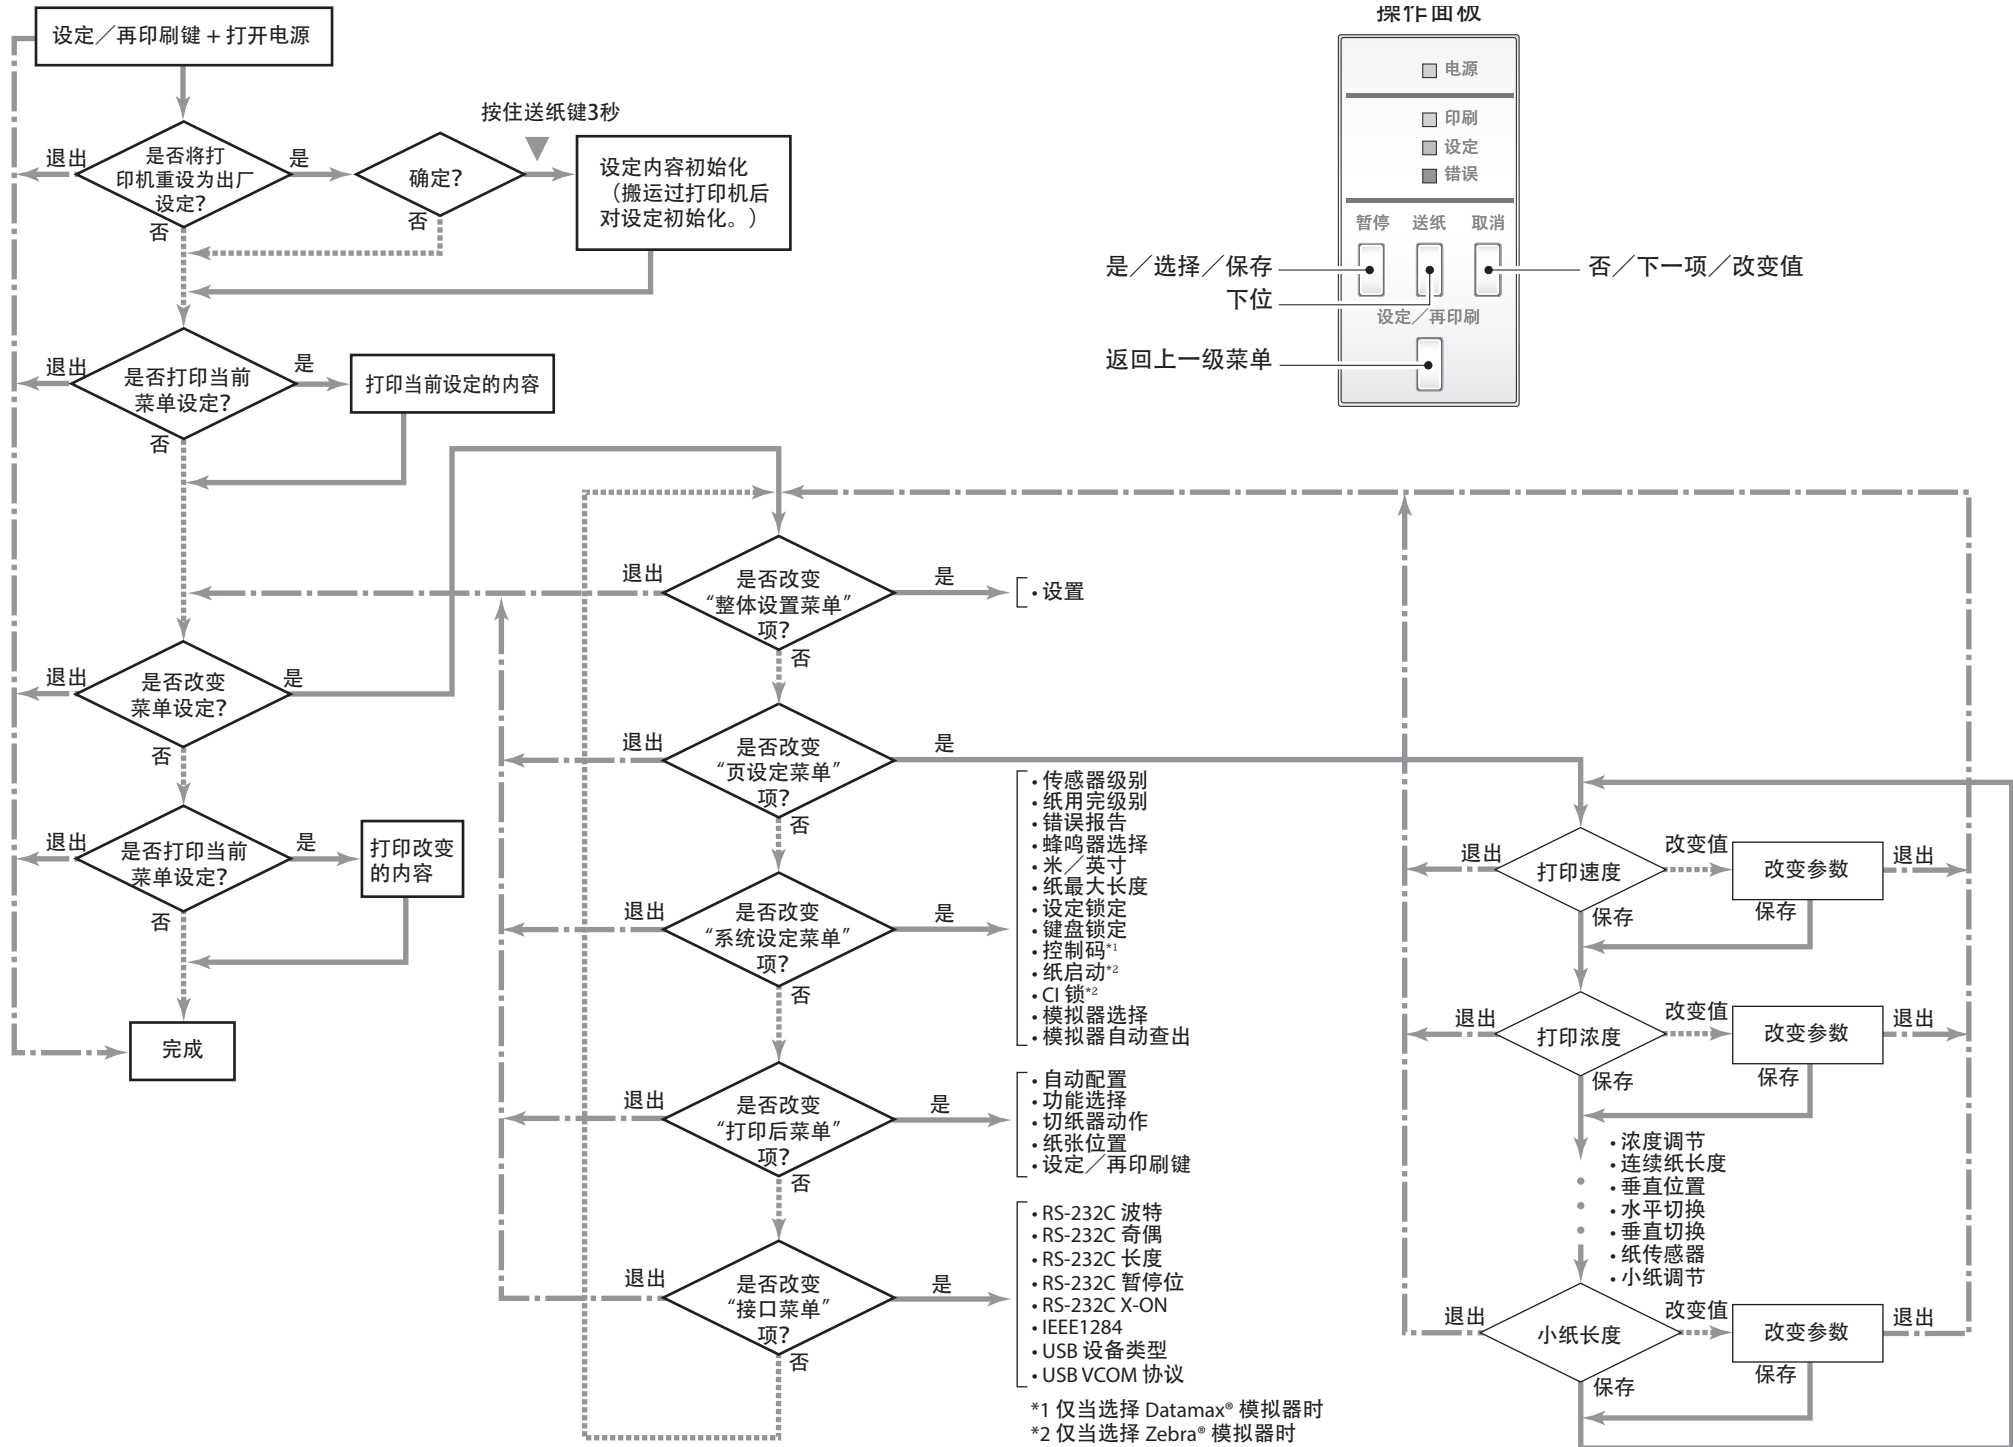 操作面板
设定／再印刷键 + 打开电源
电源
印刷
设定
错误
暂停 送纸 取消
是／选择／保存
下位
否／下一项／改变值
设定／再印刷
返回上一级菜单
按住送纸键3秒
退出
是否将打
印机重设为出厂
设定？
是
否
确定？
否
设定内容初始化
（搬运过打印机后
对设定初始化。）
退出
是否打印当前
菜单设定？
是
否
打印当前设定的内容
退出
是否改变
菜单设定？
是
否
退出
是否打印当前
菜单设定？
是
否
打印改变
的内容
完成
退出
是否改变
“整体设置菜单”
项？
是
否
• 设置
退出
是否改变
“页设定菜单”
项？
是
否
退出
是否改变
“系统设定菜单”
项？
是
否
• 传感器级别
• 纸用完级别
• 错误报告
• 蜂鸣器选择
• 米／英寸
• 纸最大长度
• 设定锁定
• 键盘锁定
• 控制码*1
• 纸启动*2
• CI 锁*2
• 模拟器选择
• 模拟器自动查出
退出
是否改变
“打印后菜单”
项？
是
否
• 自动配置
• 功能选择
• 切纸器动作
• 纸张位置
• 设定／再印刷键
退出
是否改变
“接口菜单”
项？
是
否
• RS-232C 波特
• RS-232C 奇偶
• RS-232C 长度
• RS-232C 暂停位
• RS-232C X-ON
• IEEE1284
• USB 设备类型
• USB VCOM 协议
*1 仅当选择 Datamax® 模拟器时
*2 仅当选择 Zebra® 模拟器时
退出
打印速度
改变值
改变参数
退出
保存
保存
退出
打印浓度
改变值
改变参数
退出
保存
保存
• 浓度调节
• 连续纸长度
• 垂直位置
• 水平切换
• 垂直切换
• 纸传感器
• 小纸调节
退出
小纸长度
改变值
改变参数
退出
保存
保存